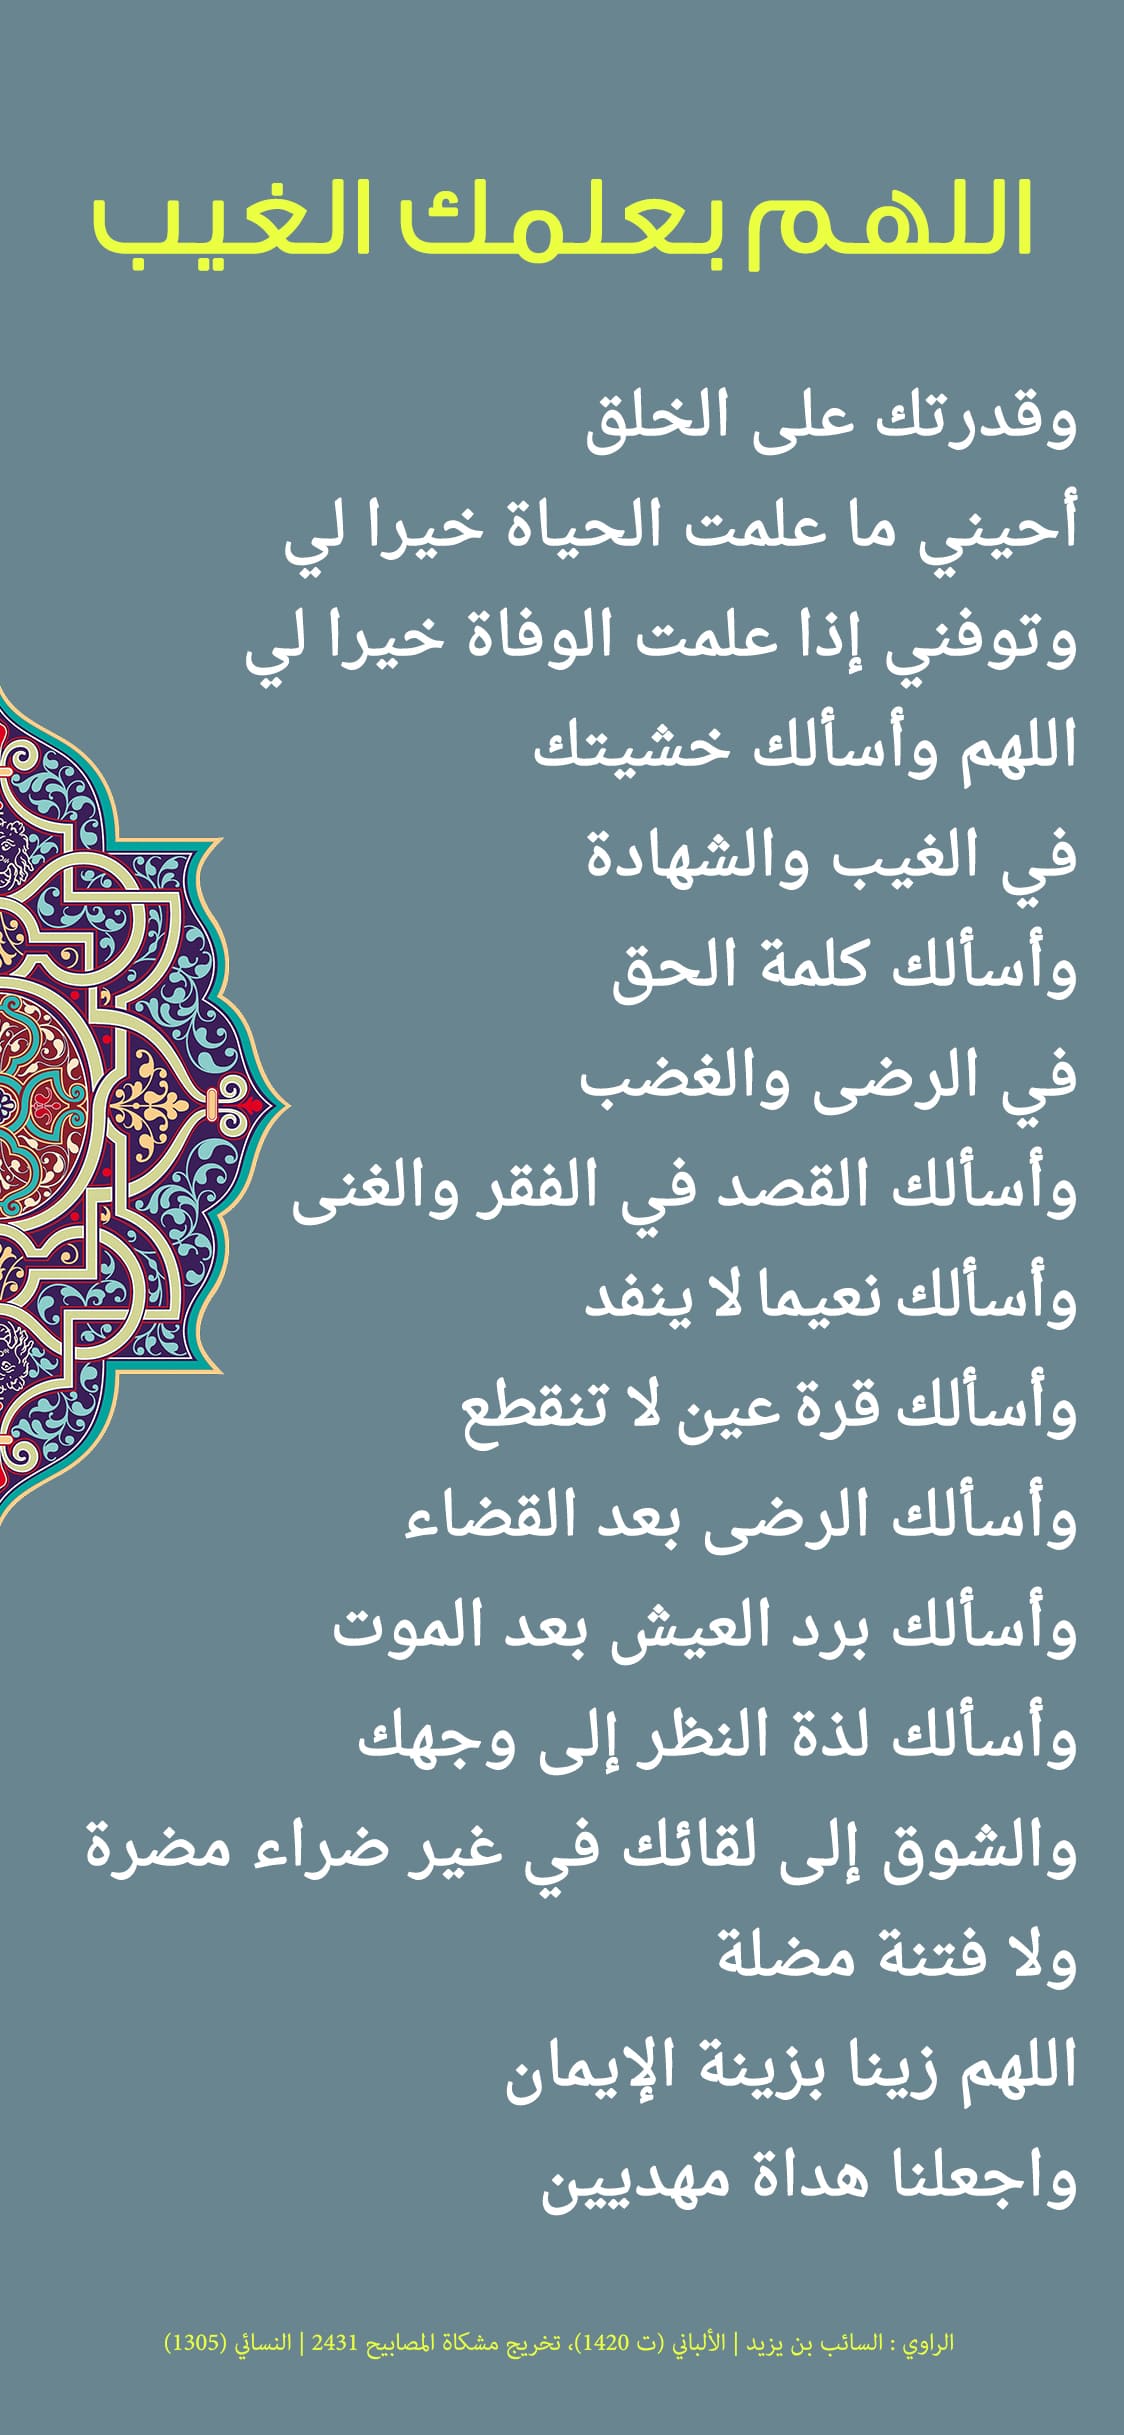 اللهم بعلمك الغيب
وقدرتك على الخلق
أحيني ما علمت الحياة خيرا لي
وتوفني إذا علمت الوفاة خيرا لي
اللهم وأسألك خشيتك
في الغيب والشهادة
وأسألك كلمة الحق
في الرضى والغضب
وأسألك القصد في الفقر والغنى
وأسألك نعيما لا ينفد
وأسألك قرة عين لا تنقطع
وأسألك الرضى بعد القضاء
وأسألك برد العيش بعد الموت
وأسألك لذة النظر إلى وجهك
والشوق إلى لقائك في غير ضراء مضرة
ولا فتنة مضلة
اللهم زينا بزينة الإيمان
واجعلنا هداة مهديين
الراوي : السائب بن يزيد | الألباني (ت 1420)، تخريج مشكاة المصابيح 2431 | النسائي (1305)